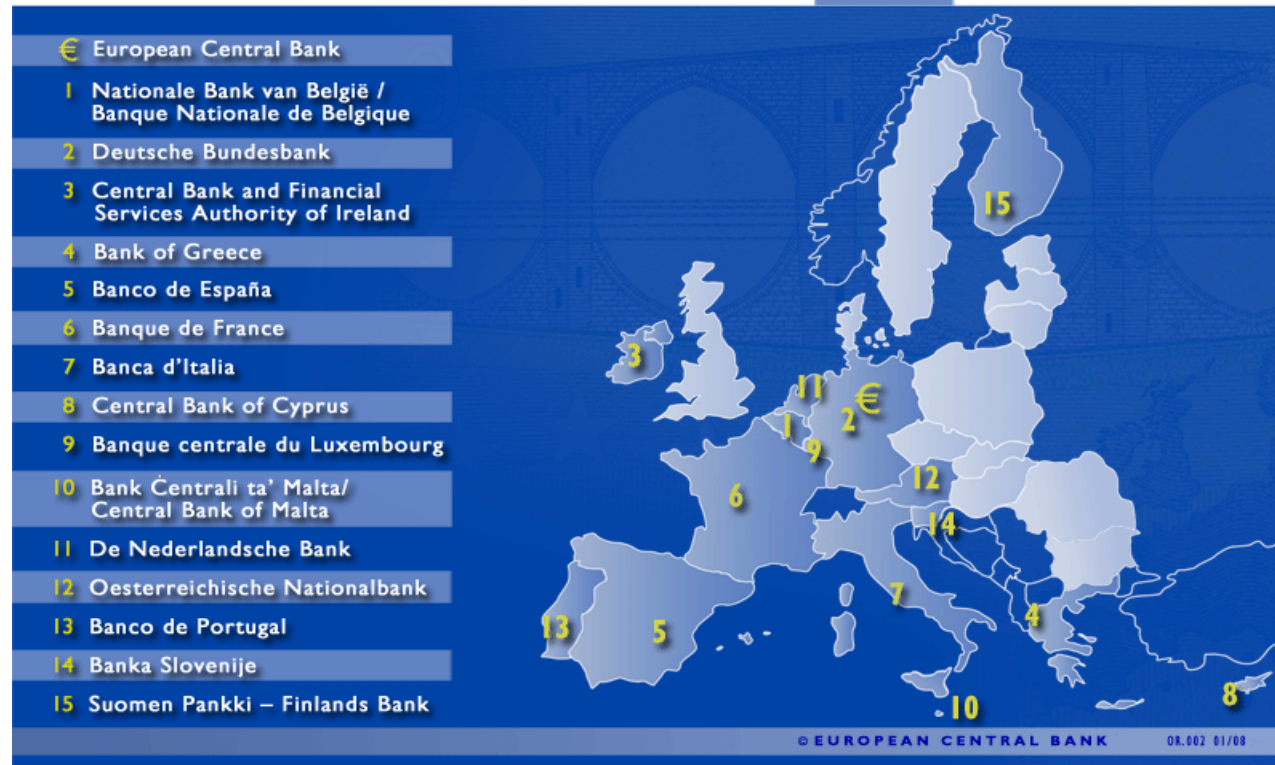 € European Central Bank
1 Nationale Bank van België /
Banque Nationale de Belgique
2 Deutsche Bundesbank
3 Central Bank and Financial
Services Authority of Ireland
4 Bank of Greece
5 Banco de España
6 Banque de France
7 Banca d'Italia
8 Central Bank of Cyprus
9 Banque centrale du Luxembourg
10 Bank Ċentrali ta' Malta/
Central Bank of Malta
11 De Nederlandsche Bank
12 Oesterreichische Nationalbank
13 Banco de Portugal
14 Banka Slovenije
15 Suomen Pankki – Finlands Bank
15
3
11
€
2
1
9
12
6
14
7
4
13
5
8
10
© EUROPEAN CENTRAL BANK OR.002 01/08